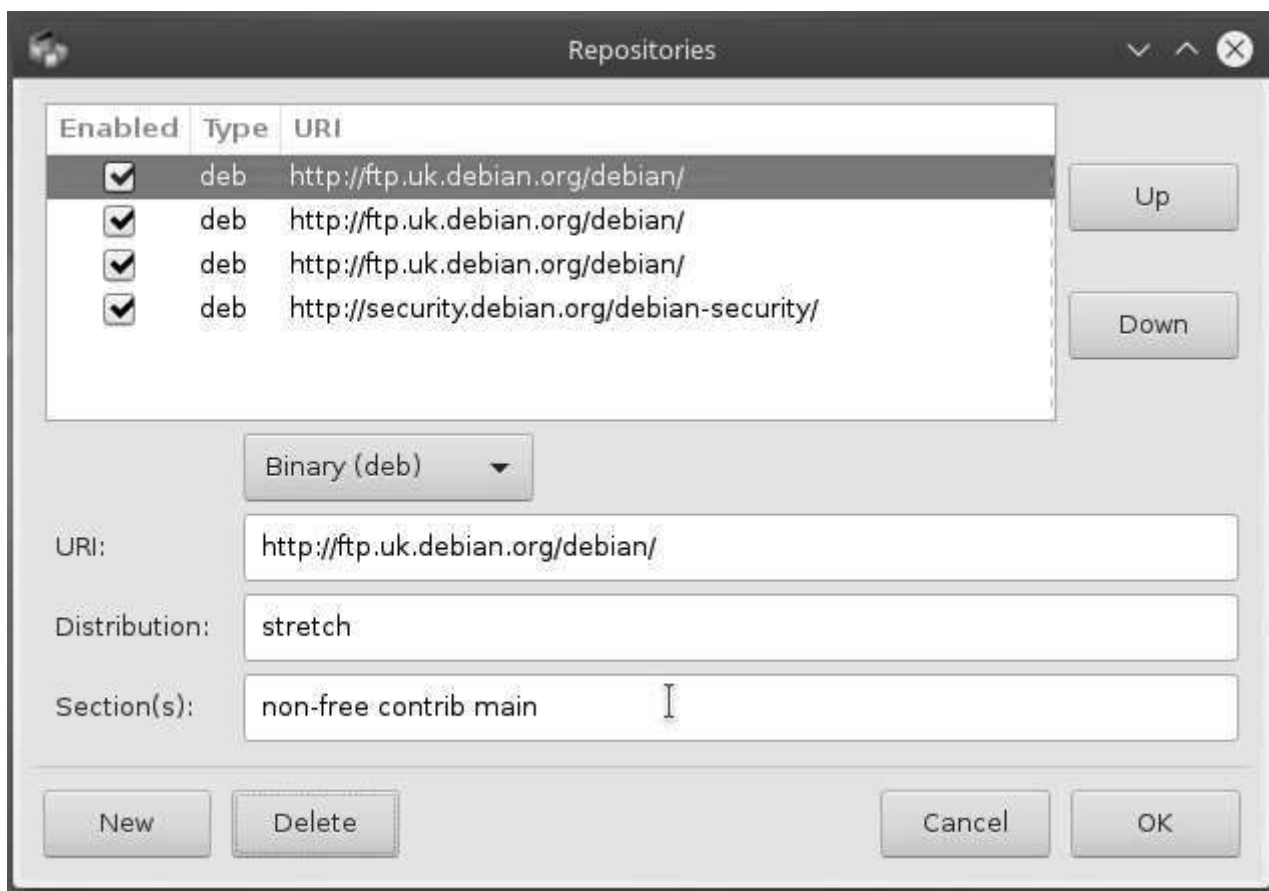 Repositories
Enabled Type URI
deb http://ftp.uk.debian.org/debian/
deb http://ftp.uk.debian.org/debian/
deb http://ftp.uk.debian.org/debian/
deb http://security.debian.org/debian-security/
Up
Down
Binary (deb)
URI: http://ftp.uk.debian.org/debian/
Distribution: stretch
Section(s): non-free contrib main
New Delete Cancel OK